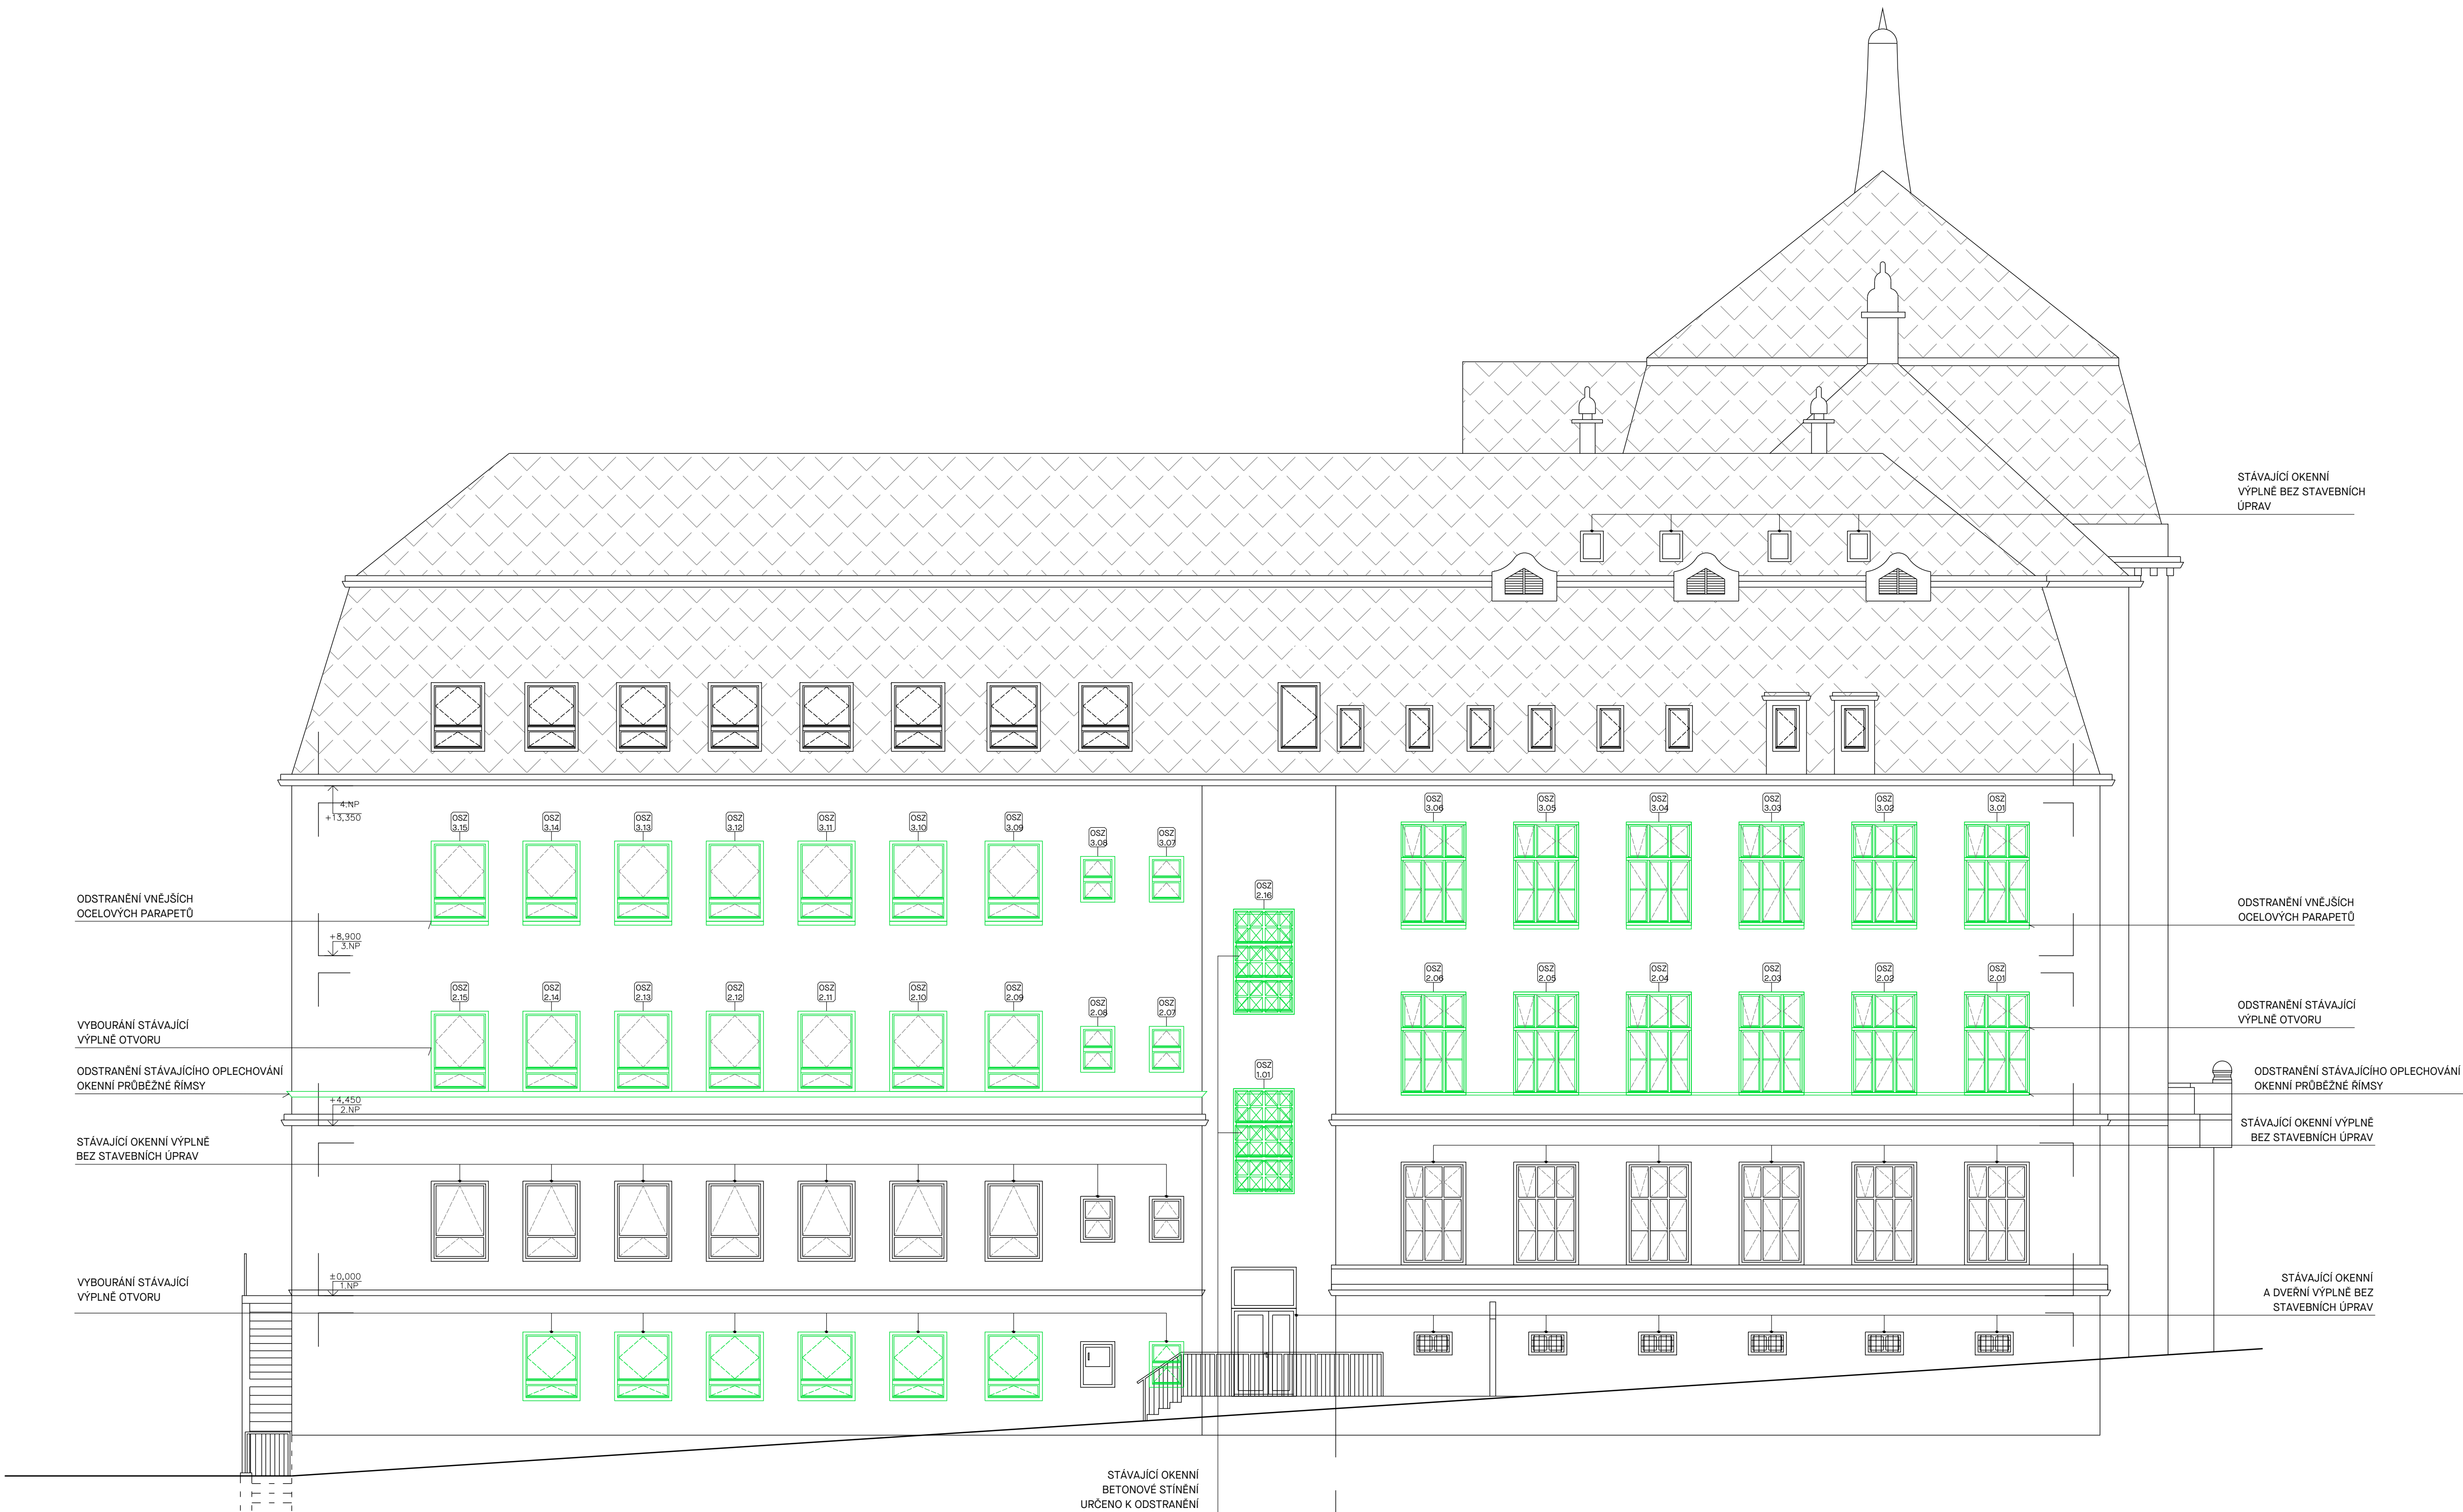 STÁVAJÍCÍ OKENNÍ
VÝPLNĚ BEZ STAVEBNÍCH
ÚPRAV
4.NP
+13,350
OSZ
3.15
OSZ
3.14
OSZ
3.13
OSZ
3.12
OSZ
3.11
OSZ
3.10
OSZ
3.09
OSZ
3.08
OSZ
3.07
OSZ
3.06
OSZ
3.05
OSZ
3.04
OSZ
3.03
OSZ
3.02
OSZ
3.01
OSZ
2.16
ODSTRANĚNÍ VNĚJŠÍCH
OCELOVÝCH PARAPETŮ
ODSTRANĚNÍ VNĚJŠÍCH
OCELOVÝCH PARAPETŮ
+8,900
3.NP
OSZ
2.15
OSZ
2.14
OSZ
2.13
OSZ
2.12
OSZ
2.11
OSZ
2.10
OSZ
2.09
OSZ
2.08
OSZ
2.07
OSZ
2.06
OSZ
2.05
OSZ
2.04
OSZ
2.03
OSZ
2.02
OSZ
2.01
VYBOURÁNÍ STÁVAJÍCÍ
VÝPLNĚ OTVORU
ODSTRANĚNÍ STÁVAJÍCÍ
VÝPLNĚ OTVORU
ODSTRANĚNÍ STÁVAJÍCÍHO OPLECHOVÁNÍ
OKENNÍ PRŮBĚŽNÉ ŘÍMSY
OSZ
1.01
ODSTRANĚNÍ STÁVAJÍCÍHO OPLECHOVÁNÍ
OKENNÍ PRŮBĚŽNÉ ŘÍMSY
+4,450
2.NP
STÁVAJÍCÍ OKENNÍ VÝPLNĚ
BEZ STAVEBNÍCH ÚPRAV
STÁVAJÍCÍ OKENNÍ VÝPLNĚ
BEZ STAVEBNÍCH ÚPRAV
±0,000
1.NP
VYBOURÁNÍ STÁVAJÍCÍ
VÝPLNĚ OTVORU
STÁVAJÍCÍ OKENNÍ
A DVEŘNÍ VÝPLNĚ BEZ
STAVEBNÍCH ÚPRAV
STÁVAJÍCÍ OKENNÍ
BETONOVÉ STÍNĚNÍ
URČENO K ODSTRANĚNÍ